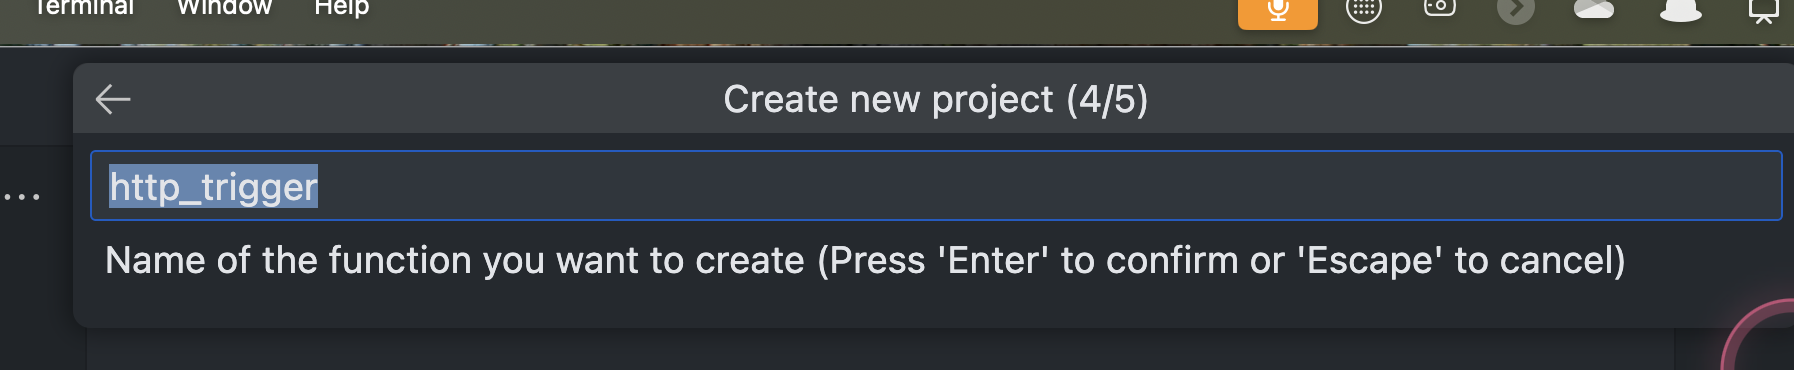 Terminal Window Help
Create new project (4/5)
http_trigger
Name of the function you want to create (Press 'Enter' to confirm or 'Escape' to cancel)